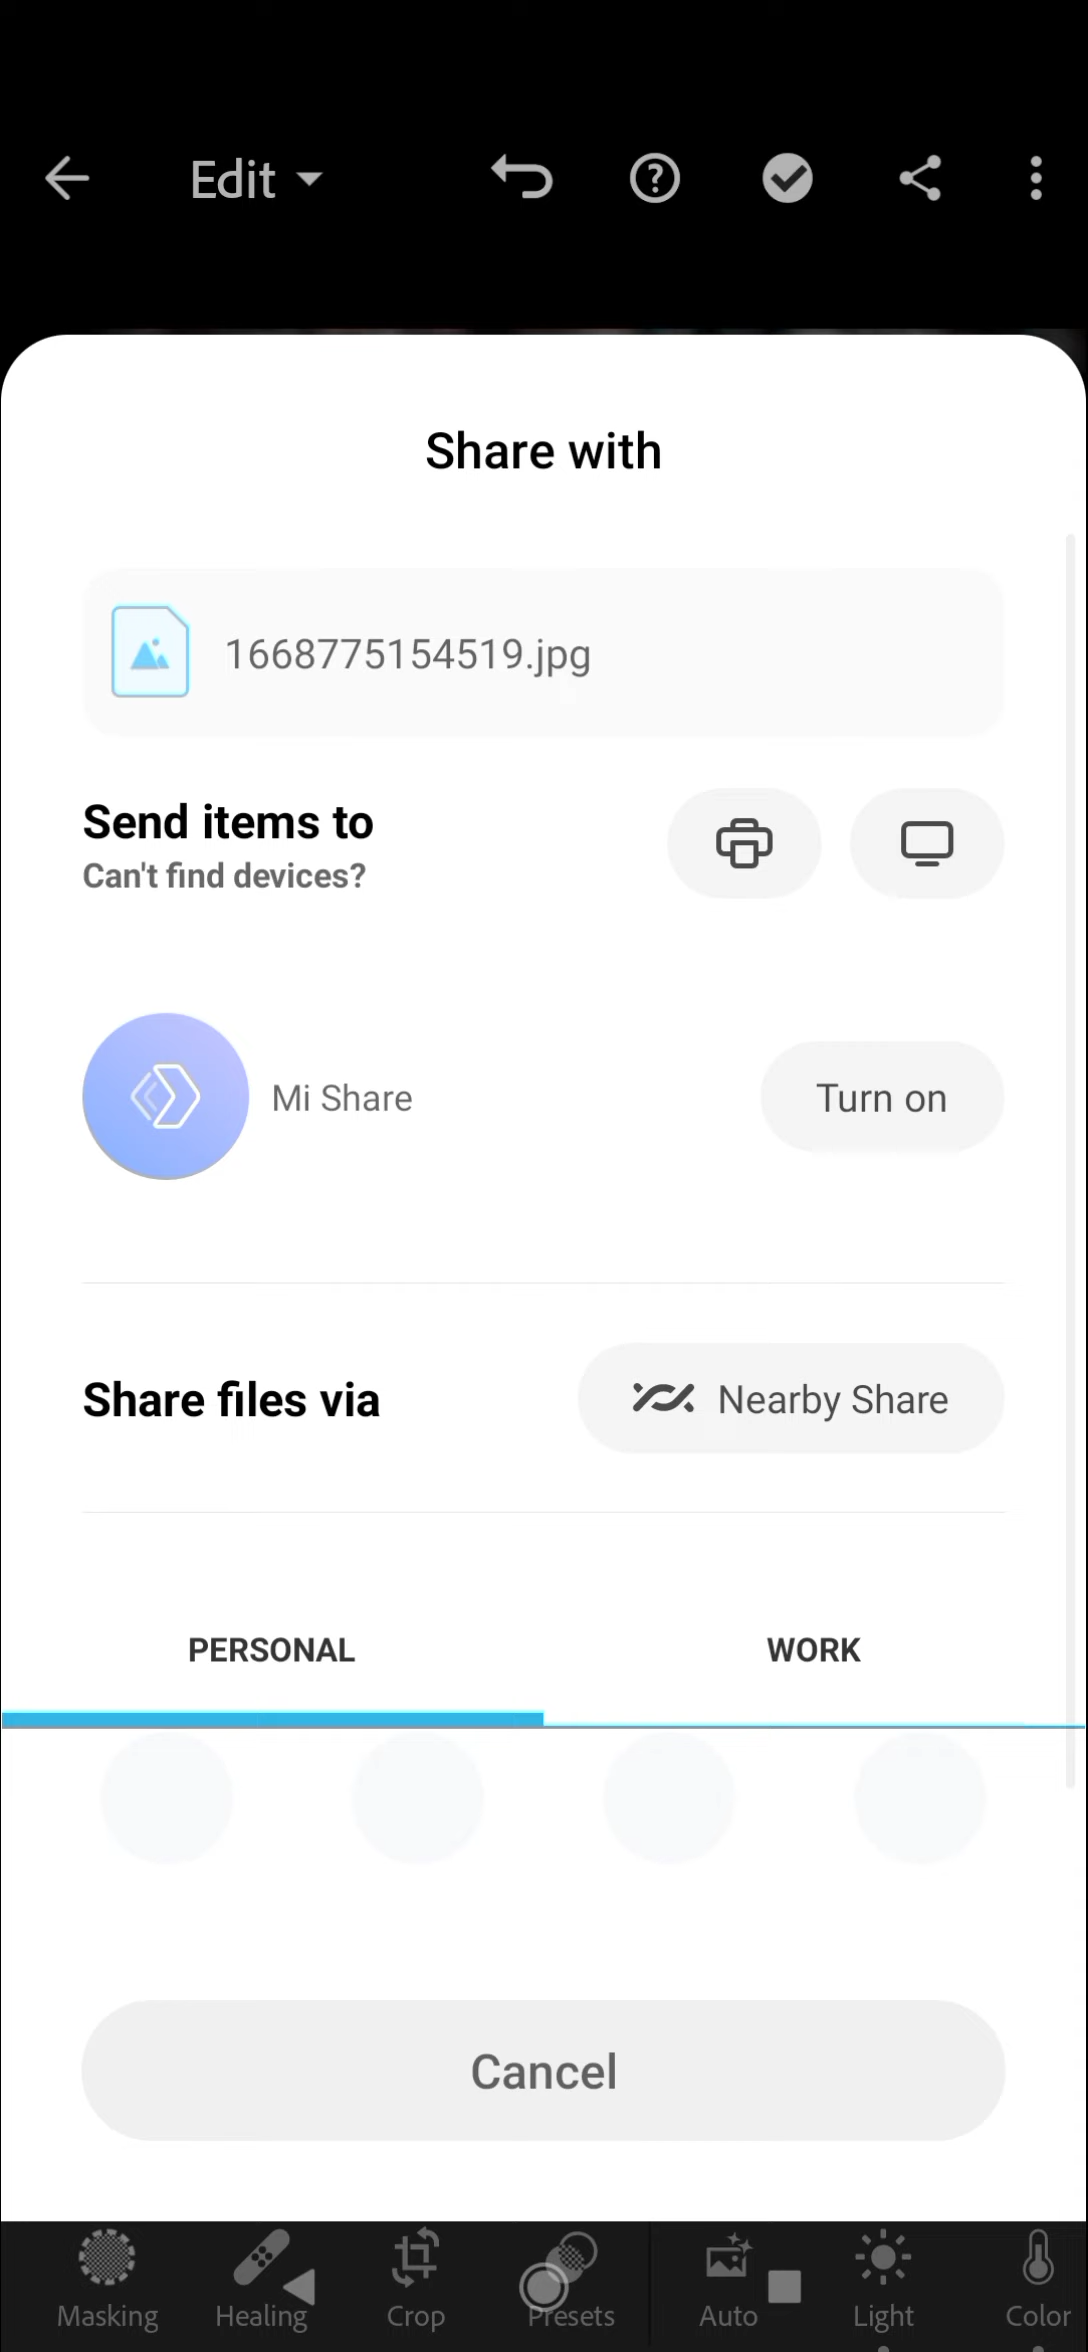 Edit
Share with
1668775154519.jpg
Send items to
Can't find devices?
Mi Share
Turn on
Share files via
Nearby Share
PERSONAL
WORK
Cancel
Masking
Healing
Crop
Presets
Auto
Light
Color